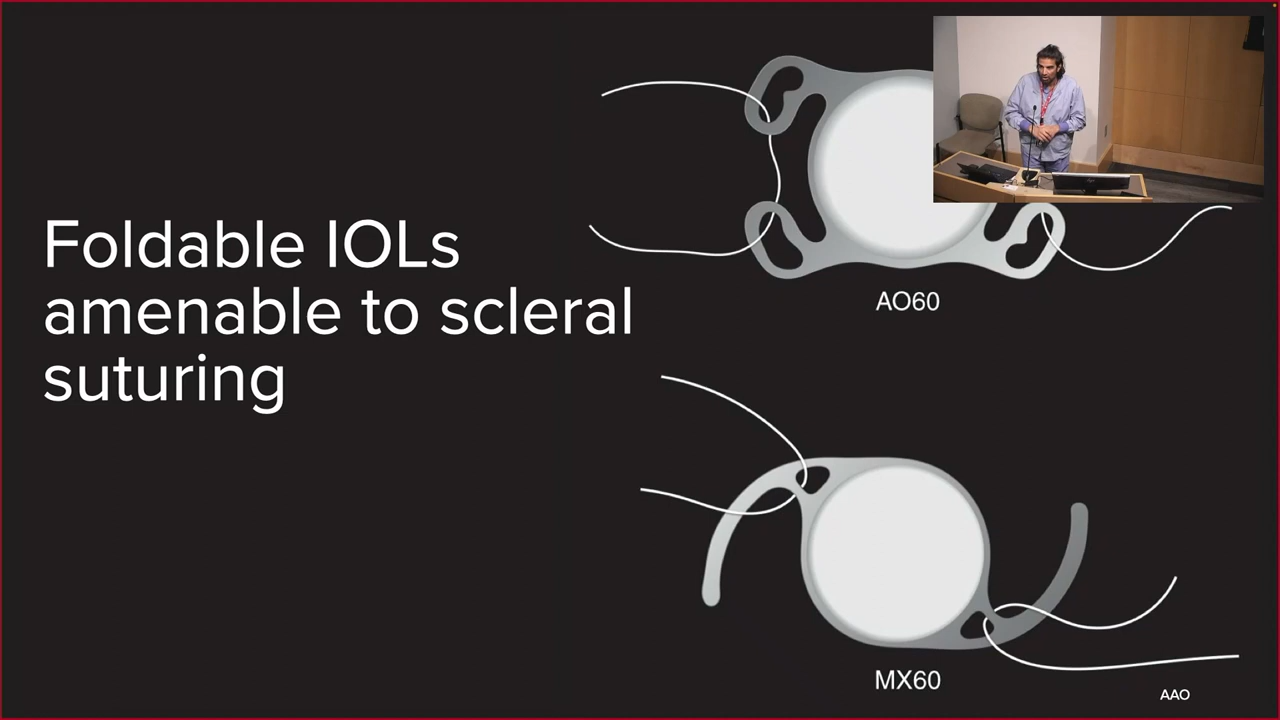 Foldable IOLs
amenable to scleral
suturing
AO60
MX60
AAO